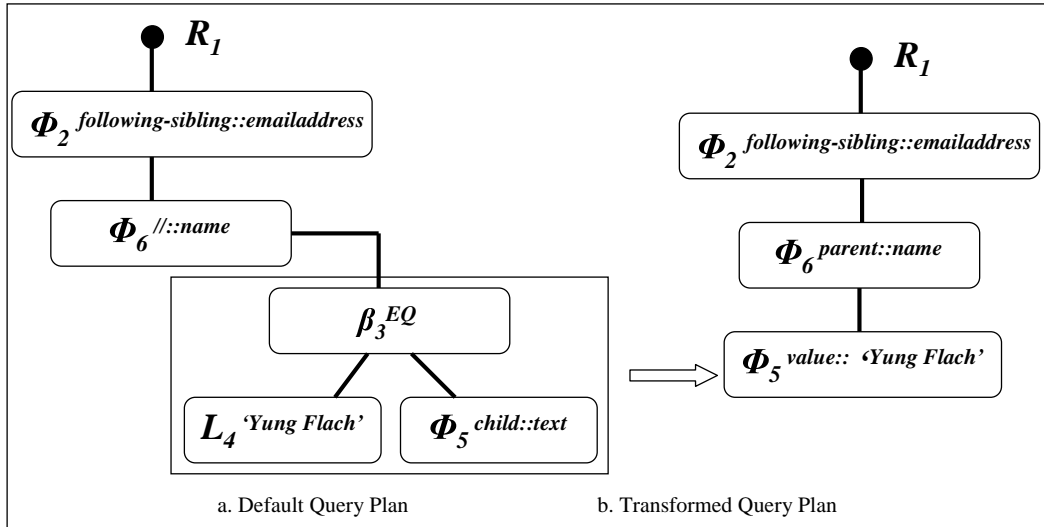 R1
Φ2 following-sibling::emailaddress
Φ6 //::name
β3 EQ
L4 ‘Yung Flach’
Φ5 child::text
a. Default Query Plan
R1
Φ2 following-sibling::emailaddress
Φ6 parent::name
Φ5 value:: ‘Yung Flach’
b. Transformed Query Plan